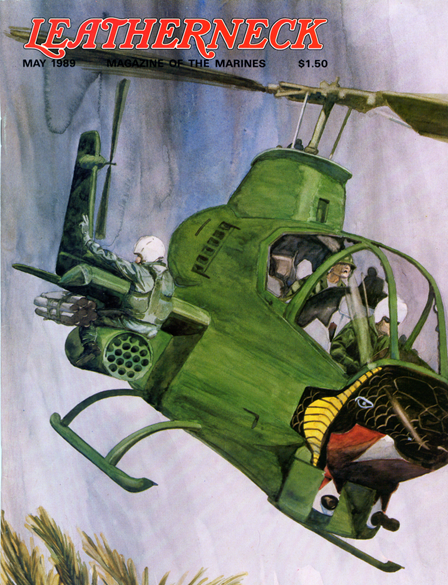 LEATHERNECK
MAY 1989 MAGAZINE OF THE MARINES $1.50